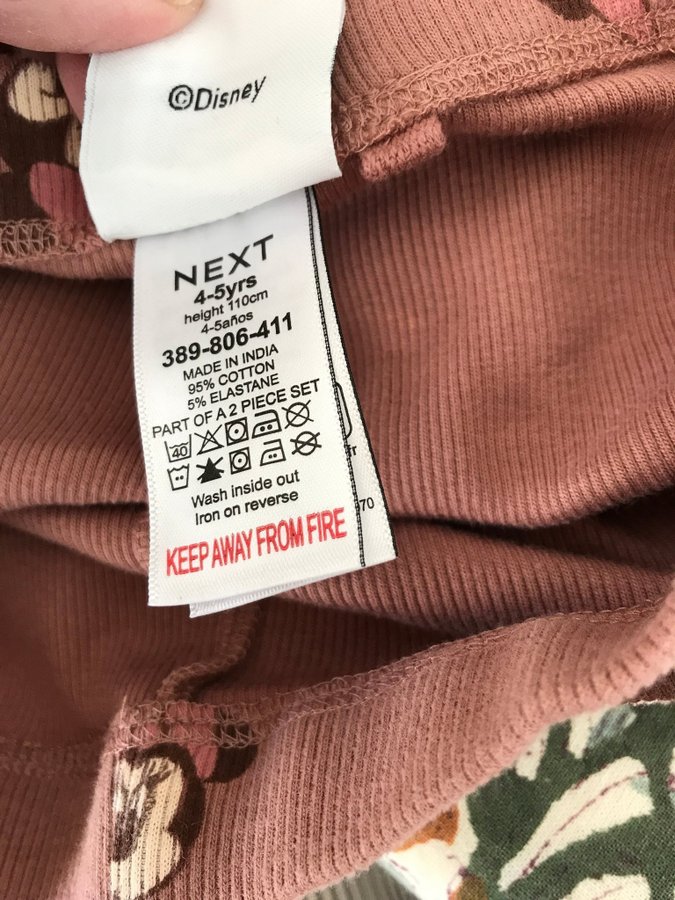 ©Disney
NEXT
4-5yrs
height 110cm
4-5años
389-806-411
MADE IN INDIA
95% COTTON
5% ELASTANE
PART OF A 2 PIECE SET
40
Wash inside out
Iron on reverse
KEEP AWAY FROM FIRE
70